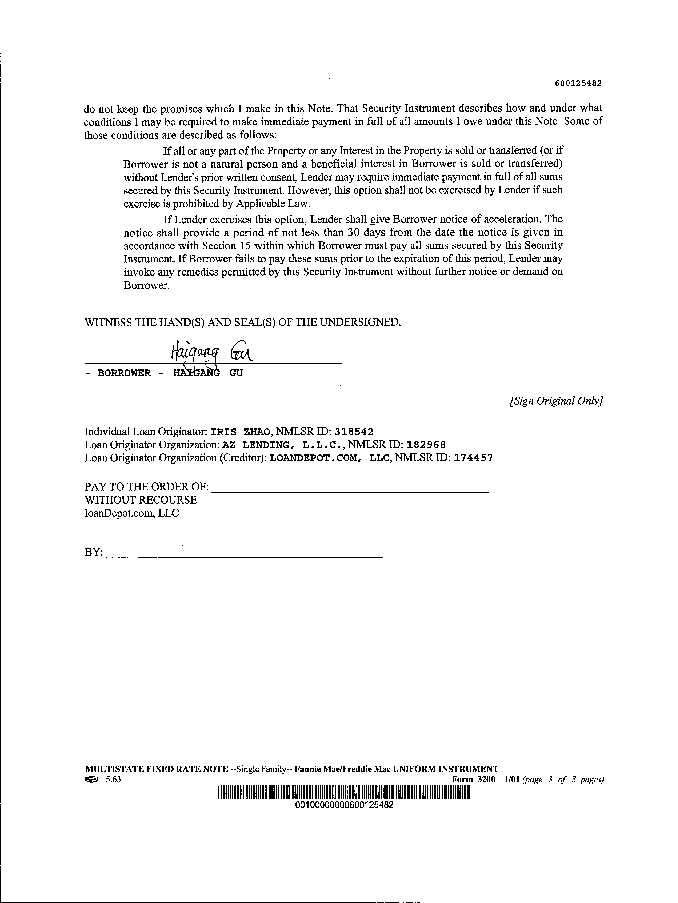 600125482
do not keep the promises which I make in this Note. That Security Instrument describes how and under what
conditions I may be required to make immediate payment in full of all amounts I owe under this Note. Some of
those conditions are described as follows:
If all or any part of the Property or any Interest in the Property is sold or transferred (or if
Borrower is not a natural person and a beneficial interest in Borrower is sold or transferred)
without Lender's prior written consent, Lender may require immediate payment in full of all sums
secured by this Security Instrument. However, this option shall not be exercised by Lender if such
exercise is prohibited by Applicable Law.
If Lender exercises this option, Lender shall give Borrower notice of acceleration. The
notice shall provide a period of not less than 30 days from the date the notice is given in
accordance with Section 15 within which Borrower must pay all sums secured by this Security
Instrument. If Borrower fails to pay these sums prior to the expiration of this period, Lender may
invoke any remedies permitted by this Security Instrument without further notice or demand on
Borrower.
WITNESS THE HAND(S) AND SEAL(S) OF THE UNDERSIGNED.
Haigang Gu
- BORROWER - HAIGANG GU
[Sign Original Only]
Individual Loan Originator: IRIS ZHAO, NMLSR ID: 318542
Loan Originator Organization: AZ LENDING, L.L.C., NMLSR ID: 182968
Loan Originator Organization (Creditor): LOANDEPOT.COM, LLC, NMLSR ID: 174457
PAY TO THE ORDER OF:
WITHOUT RECOURSE
loanDepot.com, LLC
BY:
MULTISTATE FIXED RATE NOTE --Single Family-- Fannie Mae/Freddie Mac UNIFORM INSTRUMENT
5.63 Form 3200 1/01 (page 3 of 3 pages)
00100000000600125482